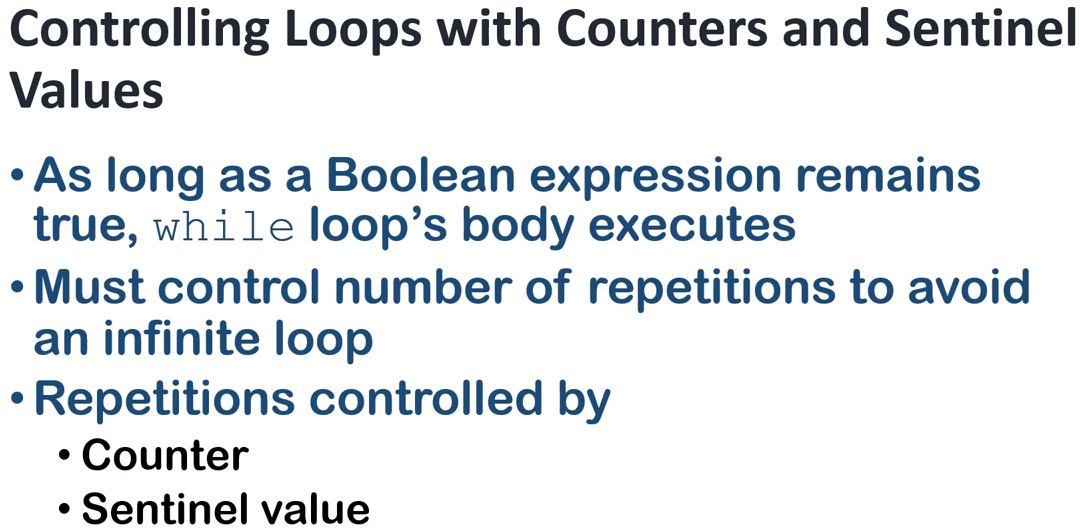 Controlling Loops with Counters and Sentinel
Values
• As long as a Boolean expression remains
true, while loop’s body executes
• Must control number of repetitions to avoid
an infinite loop
• Repetitions controlled by
• Counter
• Sentinel value